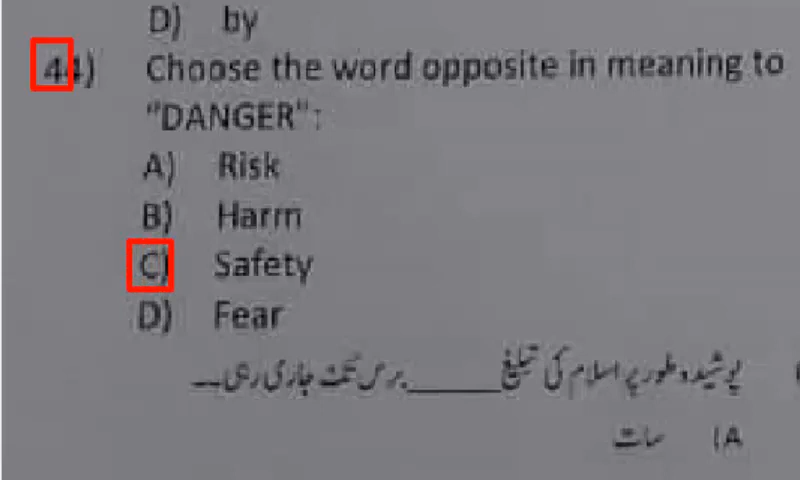 D) by
44) Choose the word opposite in meaning to
"DANGER":
A) Risk
B) Harm
C) Safety
D) Fear
پوشیدہ طور پر اسلام کی تبلیغ ______ برس تک جاری رہی۔
A) سات